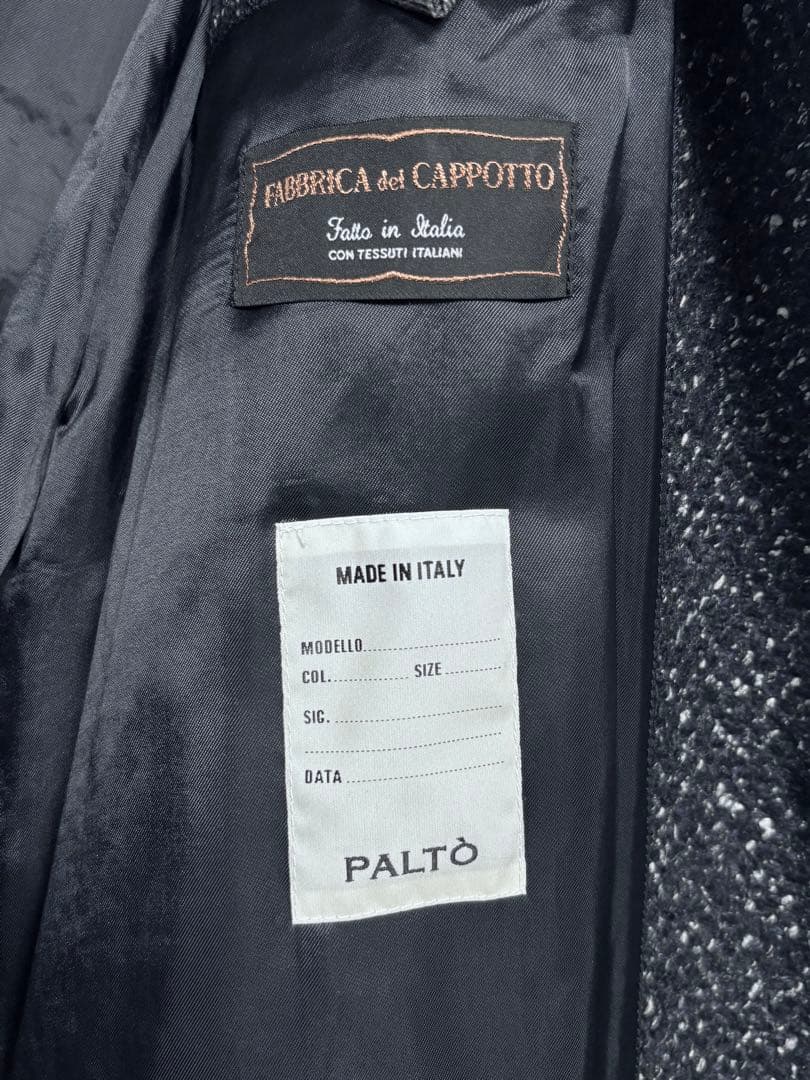 FABBRICA del CAPPOTTO
Fatto in Italia
CON TESSUTI ITALIANI
MADE IN ITALY
MODELLO
COL. SIZE
SIG.
DATA
PALTÒ